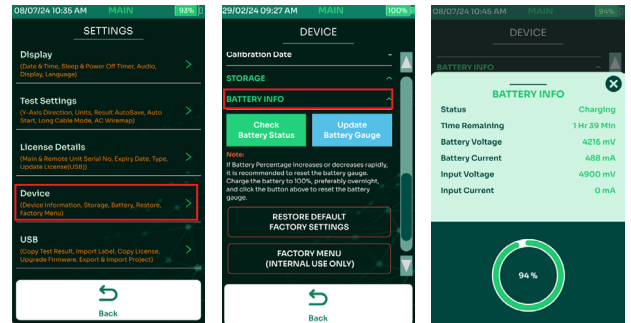 08/07/24 10:35 AM MAIN 93%
SETTINGS
Display
(Date & Time, Sleep & Power Off Timer, Audio,
Display, Language)
Test Settings
(Y-Axis Direction, Units, Result AutoSave, Auto
Start, Long Cable Mode, AC Wiremap)
License Details
(Main & Remote Unit Serial No, Expiry Date, Type,
Update License(USB))
Device
(Device Information, Storage, Battery, Restore,
Factory Menu)
USB
(Copy Test Result, Import Label, Copy License,
Upgrade Firmware, Export & Import Project)
Back
29/02/24 09:27 AM MAIN 100%
DEVICE
Calibration Date -
STORAGE
BATTERY INFO
Check
Battery Status
Update
Battery Gauge
Note:
If Battery Percentage increases or decreases rapidly,
it is recommended to reset the battery gauge.
Charge the battery to 100%, preferably overnight,
and click the button above to reset the battery
gauge.
RESTORE DEFAULT
FACTORY SETTINGS
FACTORY MENU
(INTERNAL USE ONLY)
Back
08/07/24 10:45 AM MAIN 94%
DEVICE
BATTERY INFO
BATTERY INFO
Status Charging
Time Remaining 1 Hr 39 Min
Battery Voltage 4216 mV
Battery Current 488 mA
Input Voltage 4900 mV
Input Current 0 mA
94 %